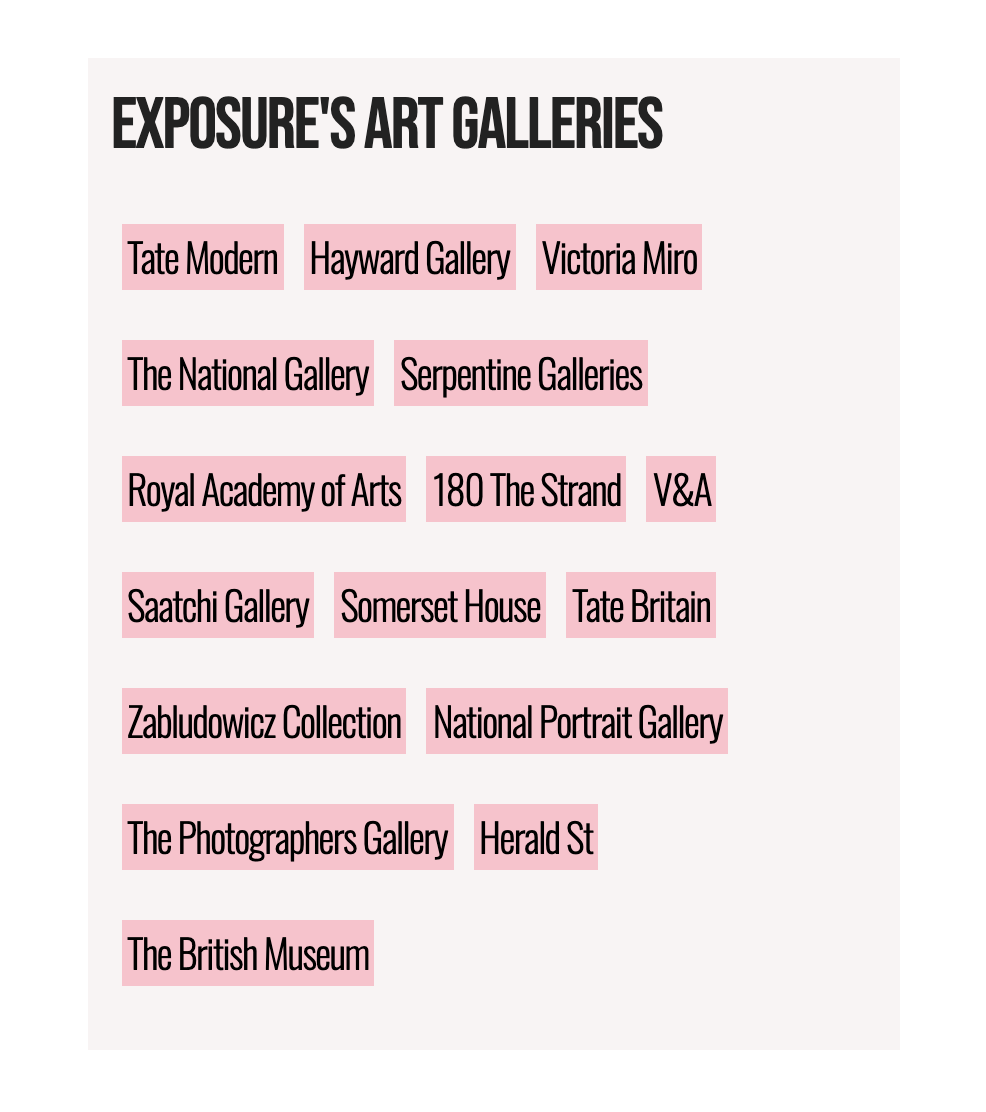 EXPOSURE'S ART GALLERIES
Tate Modern Hayward Gallery Victoria Miro
The National Gallery Serpentine Galleries
Royal Academy of Arts 180 The Strand V&A
Saatchi Gallery Somerset House Tate Britain
Zabludowicz Collection National Portrait Gallery
The Photographers Gallery Herald St
The British Museum